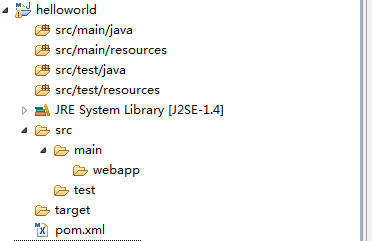 helloworld
src/main/java
src/main/resources
src/test/java
src/test/resources
JRE System Library [J2SE-1.4]
src
main
webapp
test
target
pom.xml